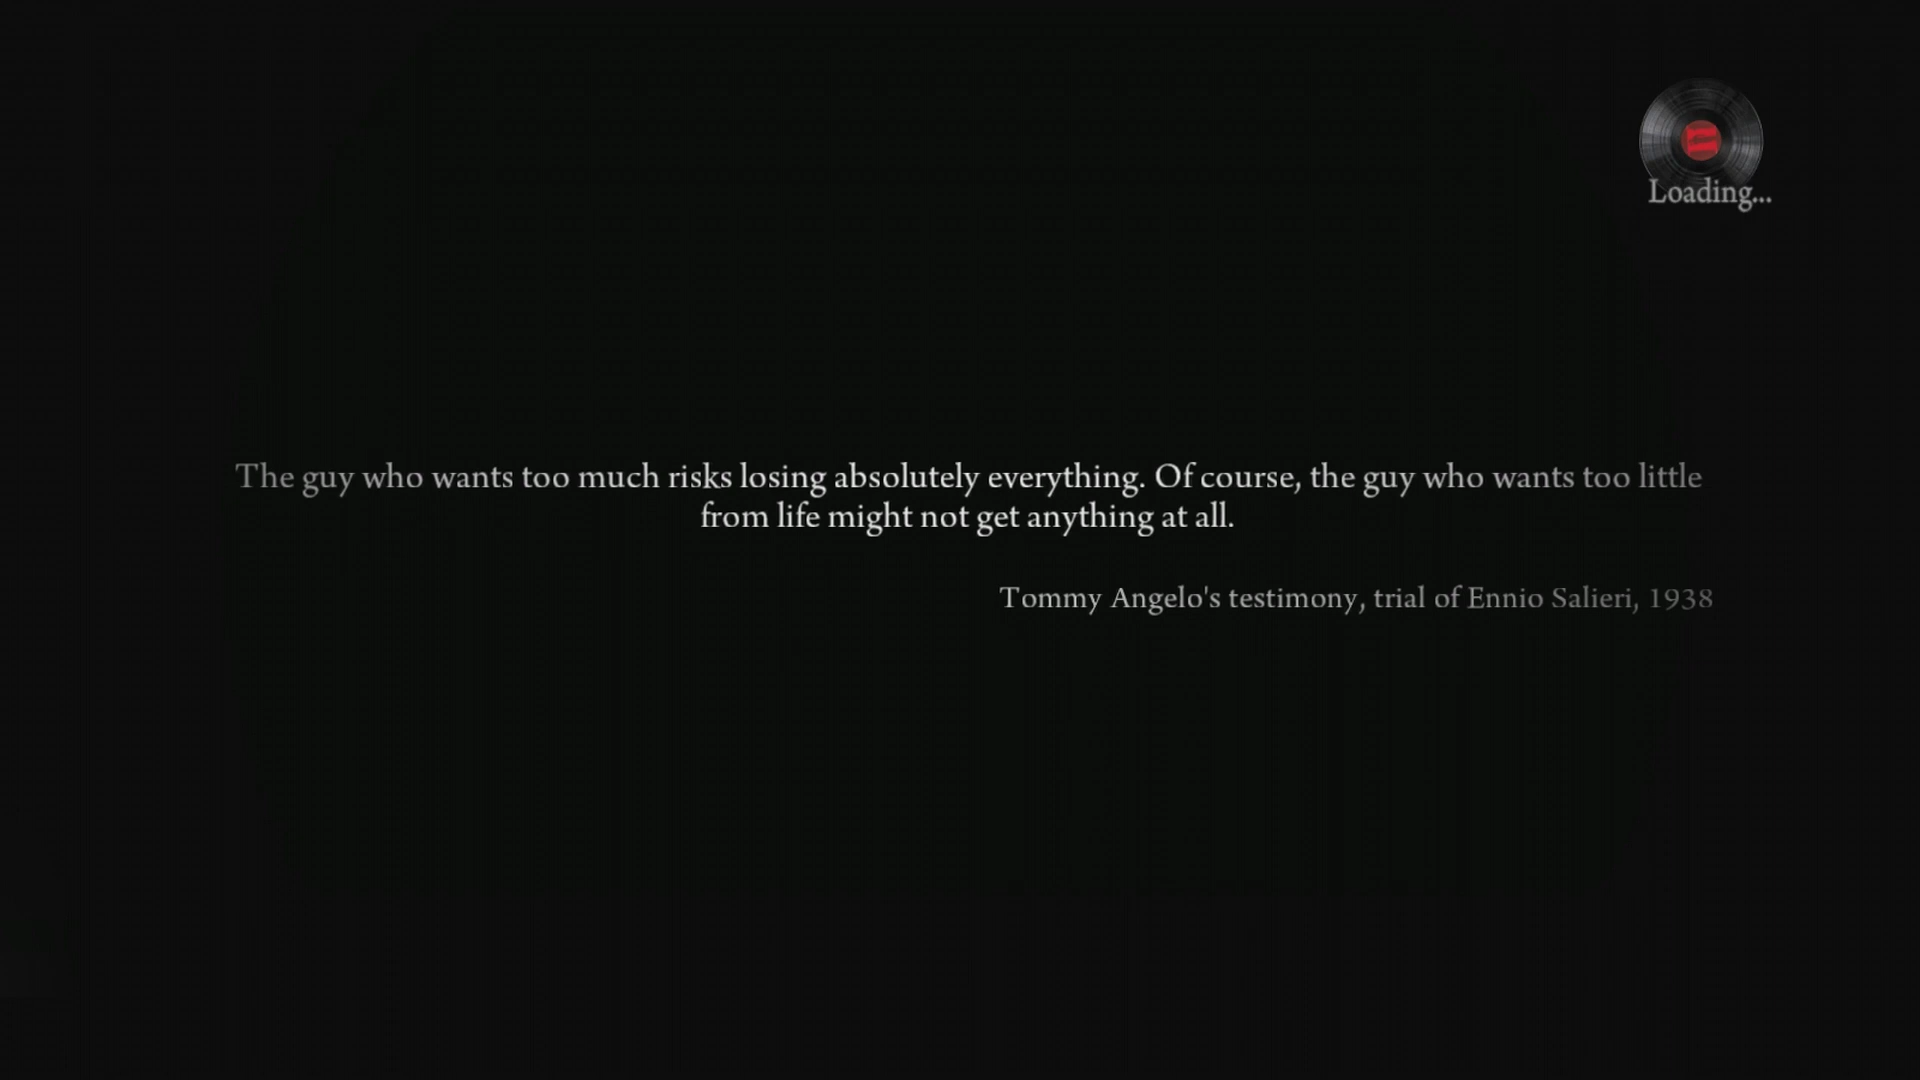 Loading...
The guy who wants too much risks losing absolutely everything. Of course, the guy who wants too little
from life might not get anything at all.
Tommy Angelo's testimony, trial of Ennio Salieri, 1938